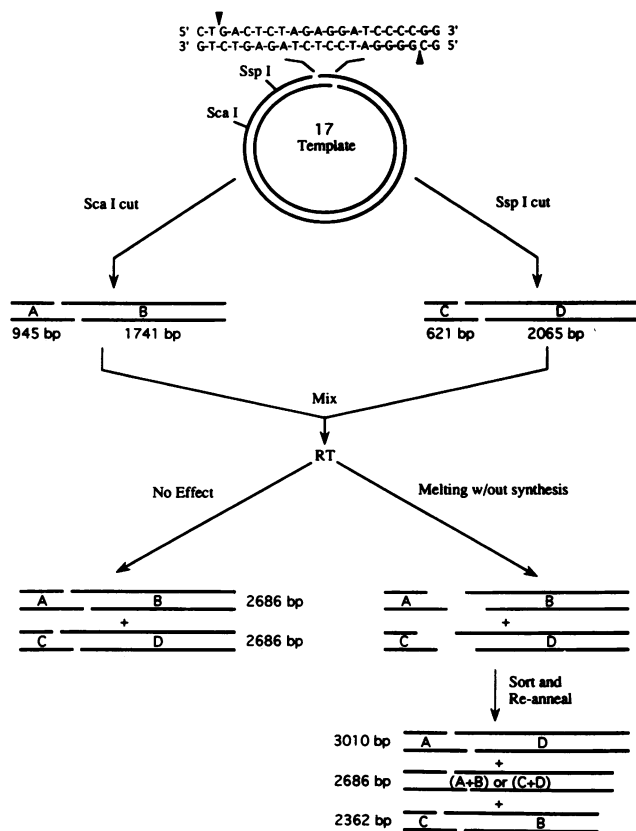 5' C-T-G-A-C-T-C-T-A-G-A-G-G-A-T-C-C-C-C-G-G 3'
3' G-T-C-T-G-A-G-A-T-C-T-C-C-T-A-G-G-G-G-C-G 5'
Ssp I
Sca I
17
Template
Sca I cut
Ssp I cut
A B
945 bp 1741 bp
C D
621 bp 2065 bp
Mix
RT
No Effect
Melting w/out synthesis
A B 2686 bp
+
C D 2686 bp
A B
+
C D
Sort and
Re-anneal
3010 bp A D
+
2686 bp (A+B) or (C+D)
+
2362 bp C B